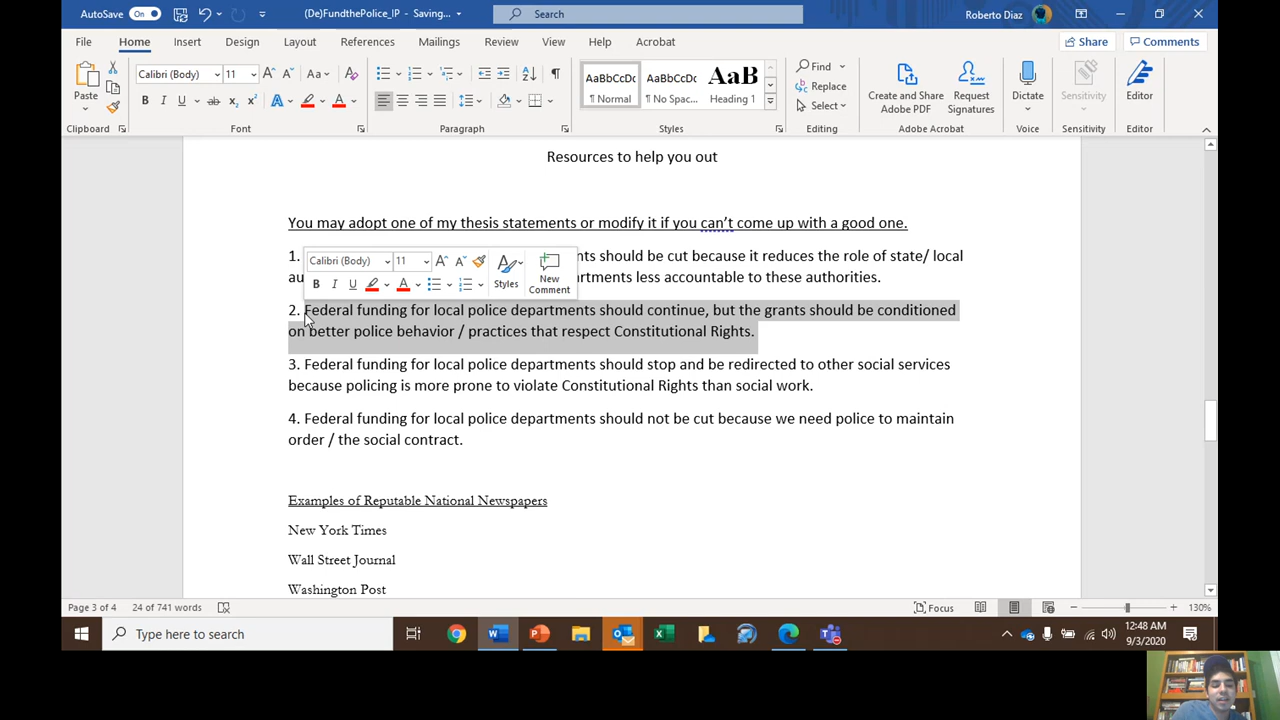 AutoSave On (De)FundthePolice_IP - Saving... Search Roberto Diaz
File Home Insert Design Layout References Mailings Review View Help Acrobat Share Comments
Paste Calibri (Body) 11 Aa AaBbCcDc AaBbCcDc AaB Find Replace Select Create and Share Adobe PDF Request Signatures Dictate Sensitivity Editor
¶ Normal ¶ No Spac... Heading 1
Clipboard Font Paragraph Styles Editing Adobe Acrobat Voice Sensitivity Editor
Resources to help you out
You may adopt one of my thesis statements or modify it if you can't come up with a good one.
1. nts should be cut because it reduces the role of state/ local
au partments less accountable to these authorities.
Calibri (Body) 11 Styles New Comment
B I U
2. Federal funding for local police departments should continue, but the grants should be conditioned
on better police behavior / practices that respect Constitutional Rights.
3. Federal funding for local police departments should stop and be redirected to other social services
because policing is more prone to violate Constitutional Rights than social work.
4. Federal funding for local police departments should not be cut because we need police to maintain
order / the social contract.
Examples of Reputable National Newspapers
New York Times
Wall Street Journal
Washington Post
Page 3 of 4 24 of 741 words Focus 130%
Type here to search 12:48 AM
9/3/2020